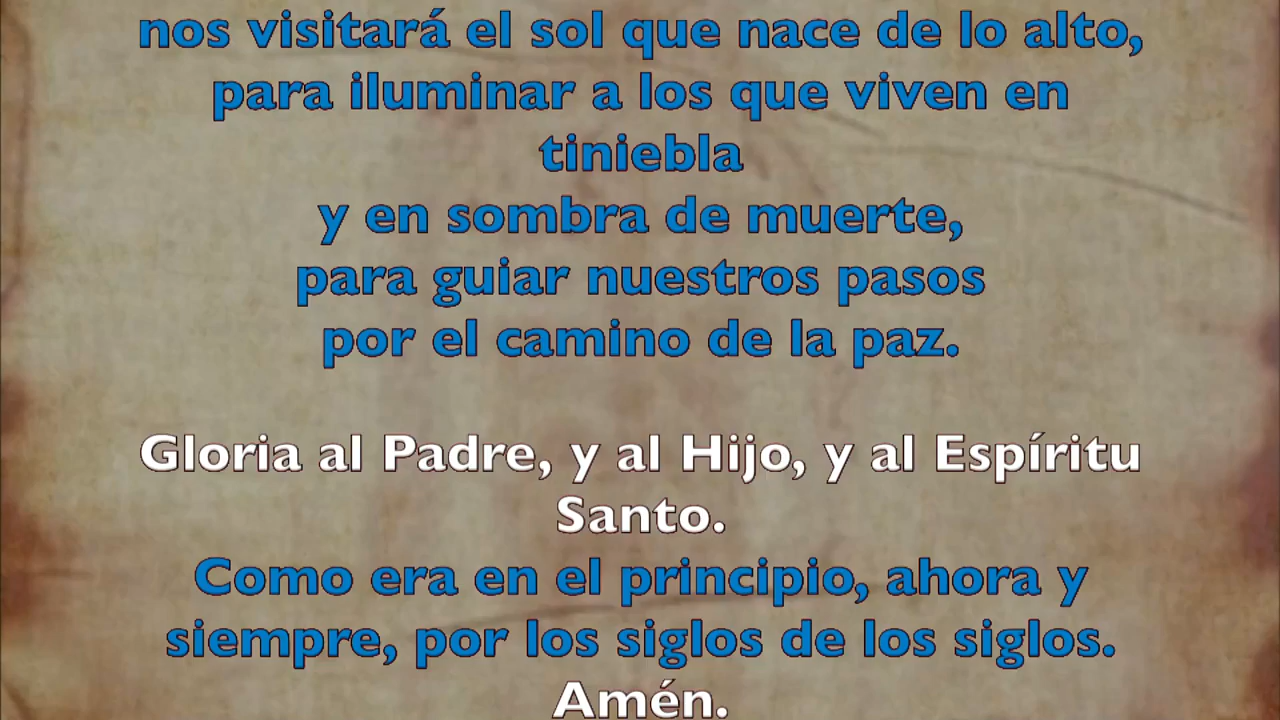 nos visitará el sol que nace de lo alto,
para iluminar a los que viven en
tiniebla
y en sombra de muerte,
para guiar nuestros pasos
por el camino de la paz.
Gloria al Padre, y al Hijo, y al Espíritu
Santo.
Como era en el principio, ahora y
siempre, por los siglos de los siglos.
Amén.